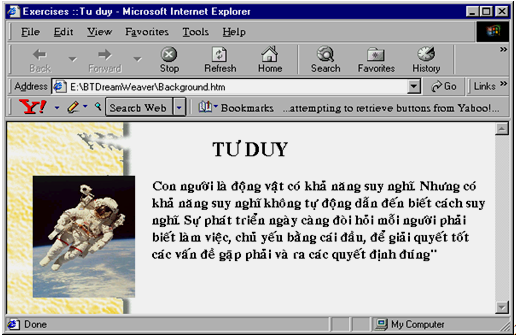 Exercises ::Tu duy - Microsoft Internet Explorer
File Edit View Favorites Tools Help
Back Forward Stop Refresh Home Search Favorites History »
Address E:\BTDreamWeaver\Background.htm Go Links »
Y! Search Web Bookmarks ...attempting to retrieve buttons from Yahoo!...
TƯ DUY
Con người là động vật có khả năng suy nghĩ. Nhưng có
khả năng suy nghĩ không tự động dẫn đến biết cách suy
nghĩ. Sự phát triển ngày càng đòi hỏi mỗi người phải
biết làm việc, chủ yếu bằng cái đầu, để giải quyết tốt
các vấn đề gặp phải và ra các quyết định đúng"
Done My Computer